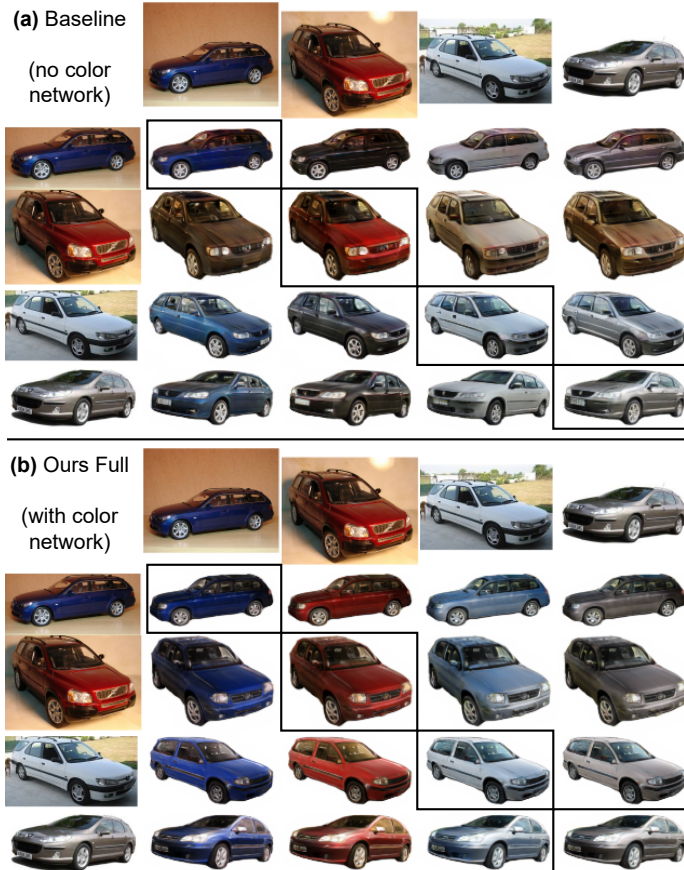 (a) Baseline
(no color
network)
(b) Ours Full
(with color
network)